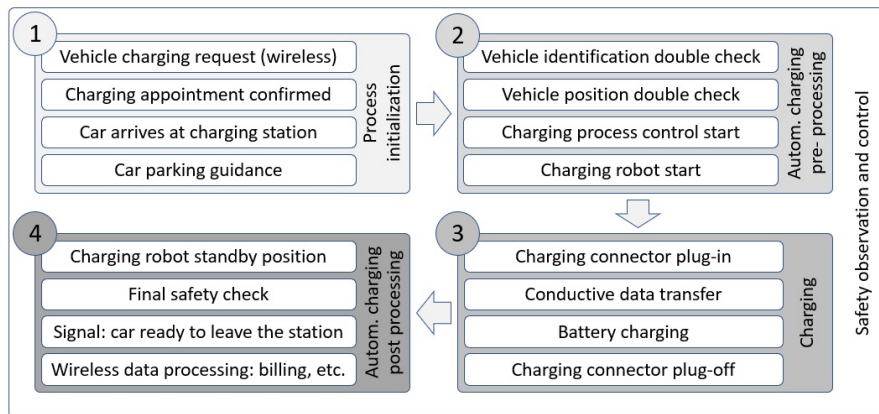 1
Vehicle charging request (wireless)
Charging appointment confirmed
Car arrives at charging station
Car parking guidance
Process
initialization
2
Vehicle identification double check
Vehicle position double check
Charging process control start
Charging robot start
Autom. charging
pre- processing
3
Charging connector plug-in
Conductive data transfer
Battery charging
Charging connector plug-off
Charging
4
Charging robot standby position
Final safety check
Signal: car ready to leave the station
Wireless data processing: billing, etc.
Autom. charging
post processing
Safety observation and control